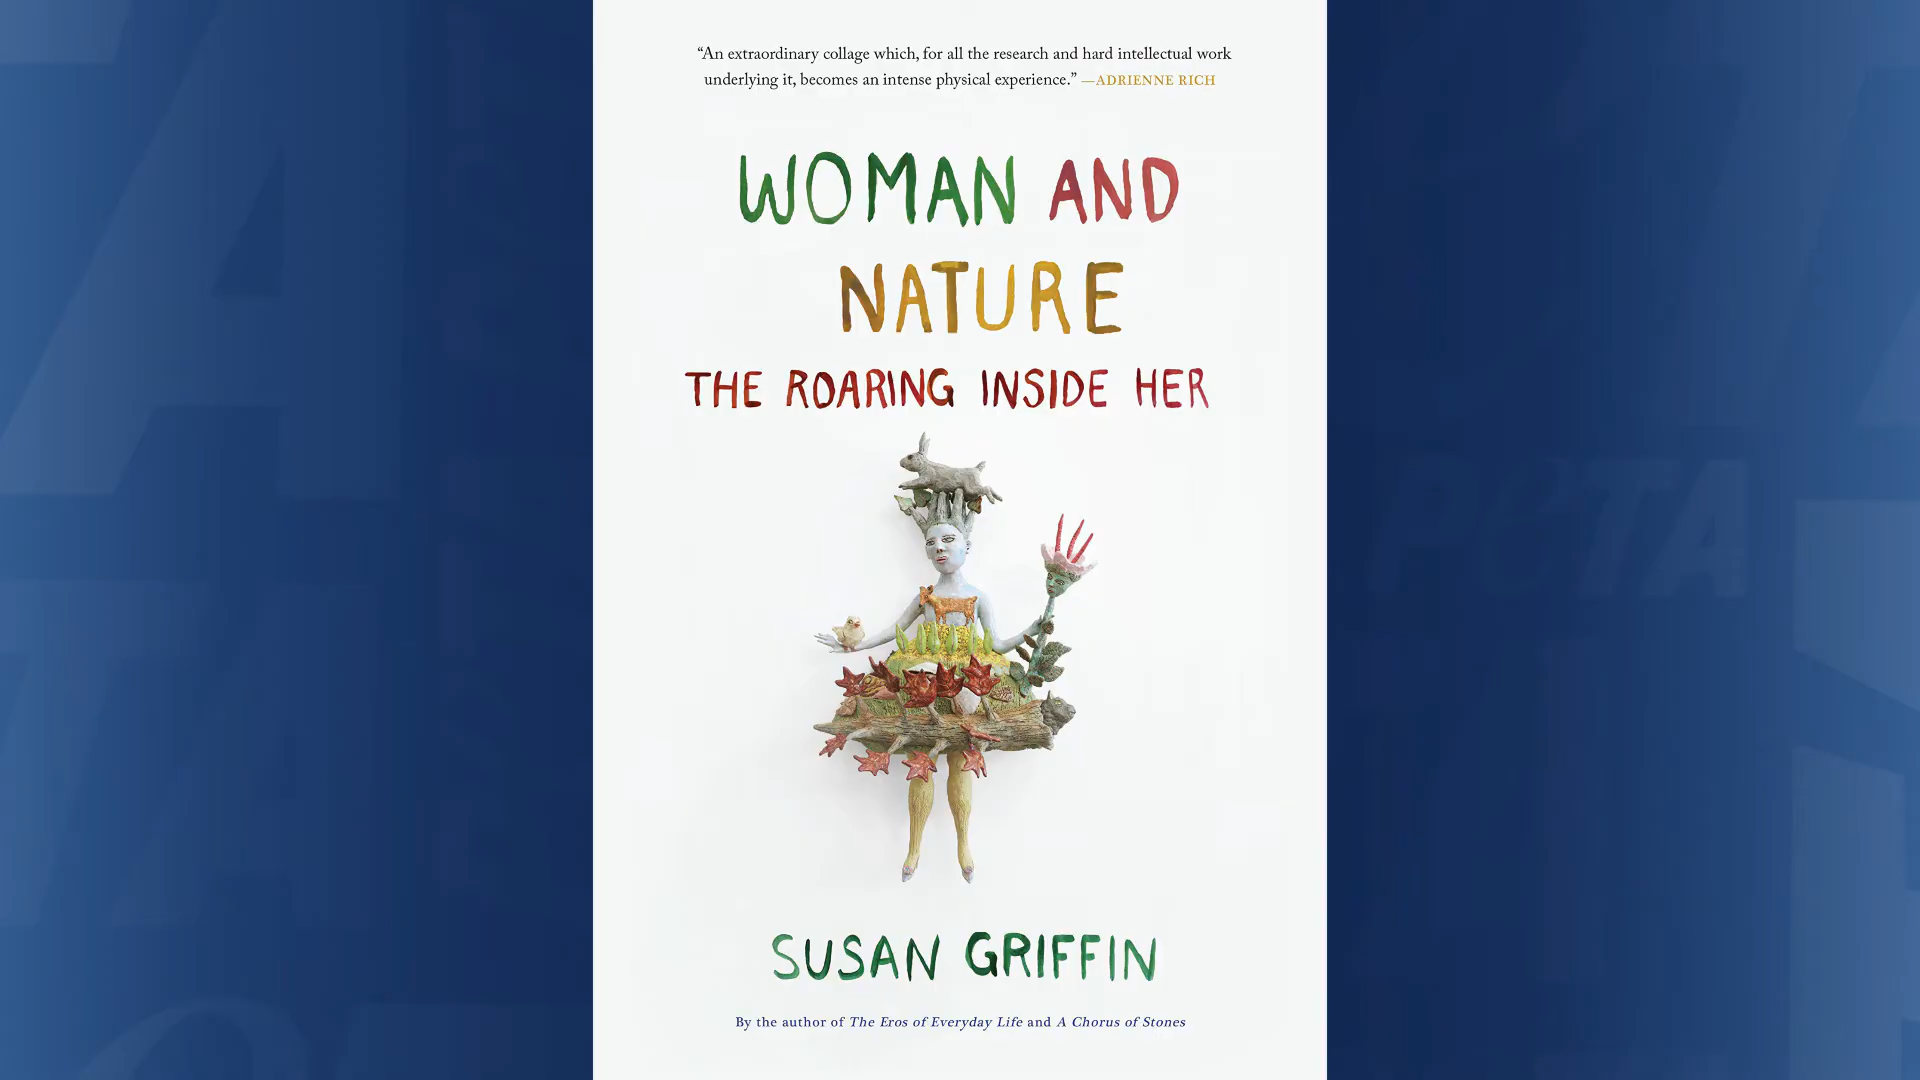 “An extraordinary collage which, for all the research and hard intellectual work
underlying it, becomes an intense physical experience.” —ADRIENNE RICH
WOMAN AND
NATURE
THE ROARING INSIDE HER
SUSAN GRIFFIN
By the author of The Eros of Everyday Life and A Chorus of Stones
PeTA